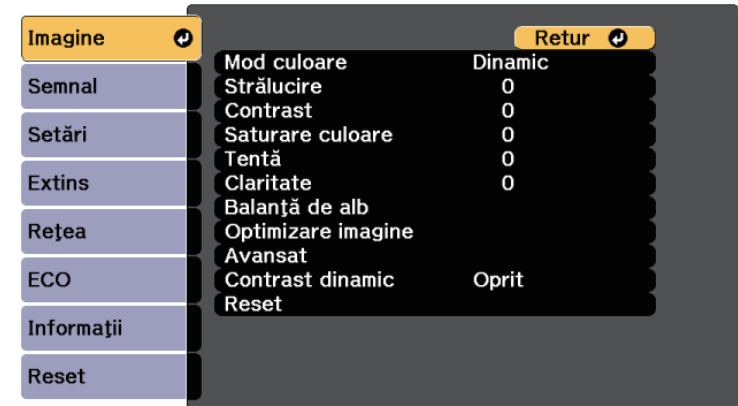 Imagine
Semnal
Setări
Extins
Reţea
ECO
Informaţii
Reset
Retur
Mod culoare Dinamic
Strălucire 0
Contrast 0
Saturare culoare 0
Tentă 0
Claritate 0
Balanţă de alb
Optimizare imagine
Avansat
Contrast dinamic Oprit
Reset